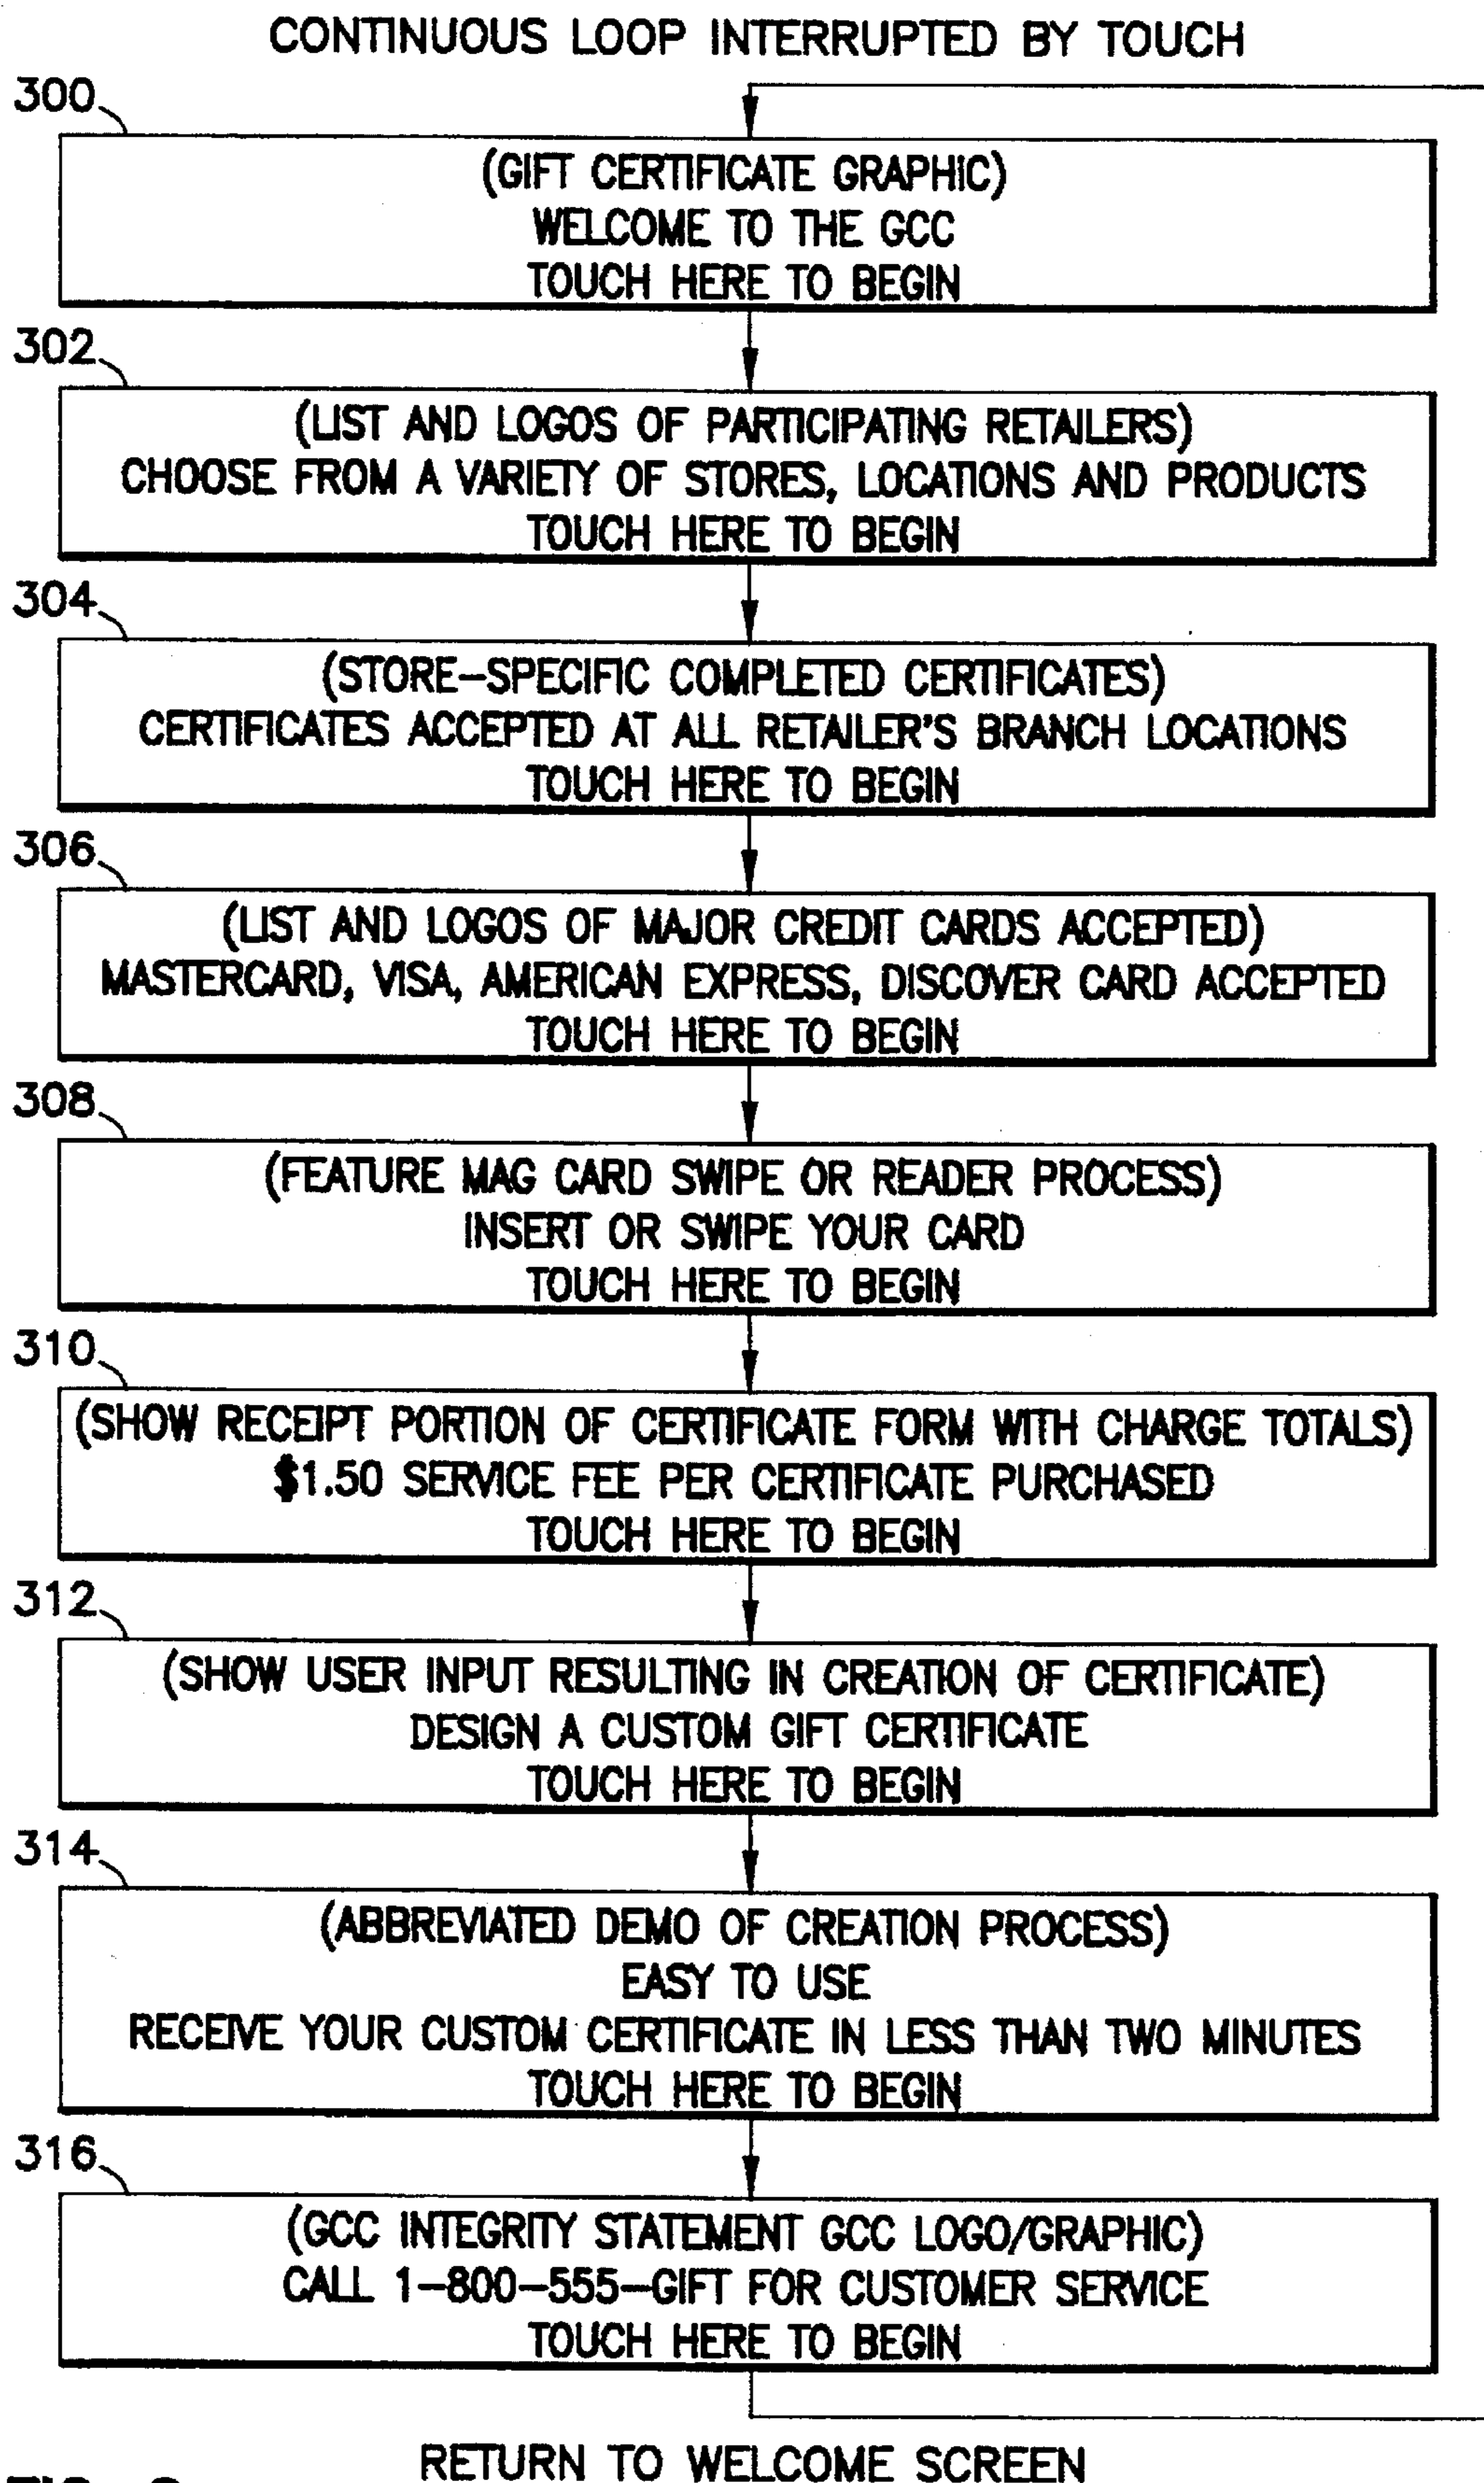 CONTINUOUS LOOP INTERRUPTED BY TOUCH
300
(GIFT CERTIFICATE GRAPHIC)
WELCOME TO THE GCC
TOUCH HERE TO BEGIN
302
(LIST AND LOGOS OF PARTICIPATING RETAILERS)
CHOOSE FROM A VARIETY OF STORES, LOCATIONS AND PRODUCTS
TOUCH HERE TO BEGIN
304
(STORE-SPECIFIC COMPLETED CERTIFICATES)
CERTIFICATES ACCEPTED AT ALL RETAILER'S BRANCH LOCATIONS
TOUCH HERE TO BEGIN
306
(LIST AND LOGOS OF MAJOR CREDIT CARDS ACCEPTED)
MASTERCARD, VISA, AMERICAN EXPRESS, DISCOVER CARD ACCEPTED
TOUCH HERE TO BEGIN
308
(FEATURE MAG CARD SWIPE OR READER PROCESS)
INSERT OR SWIPE YOUR CARD
TOUCH HERE TO BEGIN
310
(SHOW RECEIPT PORTION OF CERTIFICATE FORM WITH CHARGE TOTALS)
$1.50 SERVICE FEE PER CERTIFICATE PURCHASED
TOUCH HERE TO BEGIN
312
(SHOW USER INPUT RESULTING IN CREATION OF CERTIFICATE)
DESIGN A CUSTOM GIFT CERTIFICATE
TOUCH HERE TO BEGIN
314
(ABBREVIATED DEMO OF CREATION PROCESS)
EASY TO USE
RECEIVE YOUR CUSTOM CERTIFICATE IN LESS THAN TWO MINUTES
TOUCH HERE TO BEGIN
316
(GCC INTEGRITY STATEMENT GCC LOGO/GRAPHIC)
CALL 1-800-555-GIFT FOR CUSTOMER SERVICE
TOUCH HERE TO BEGIN
RETURN TO WELCOME SCREEN